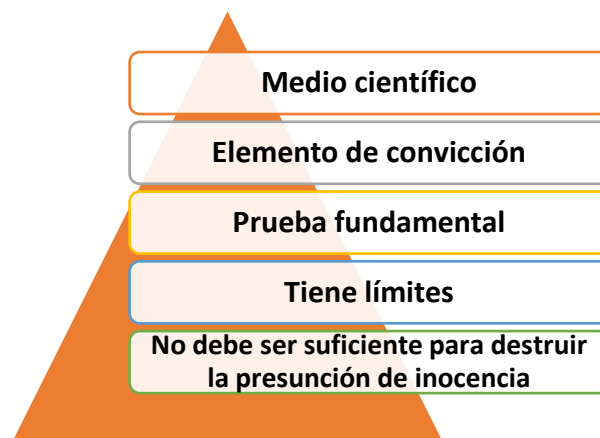 Medio científico
Elemento de convicción
Prueba fundamental
Tiene límites
No debe ser suficiente para destruir
la presunción de inocencia